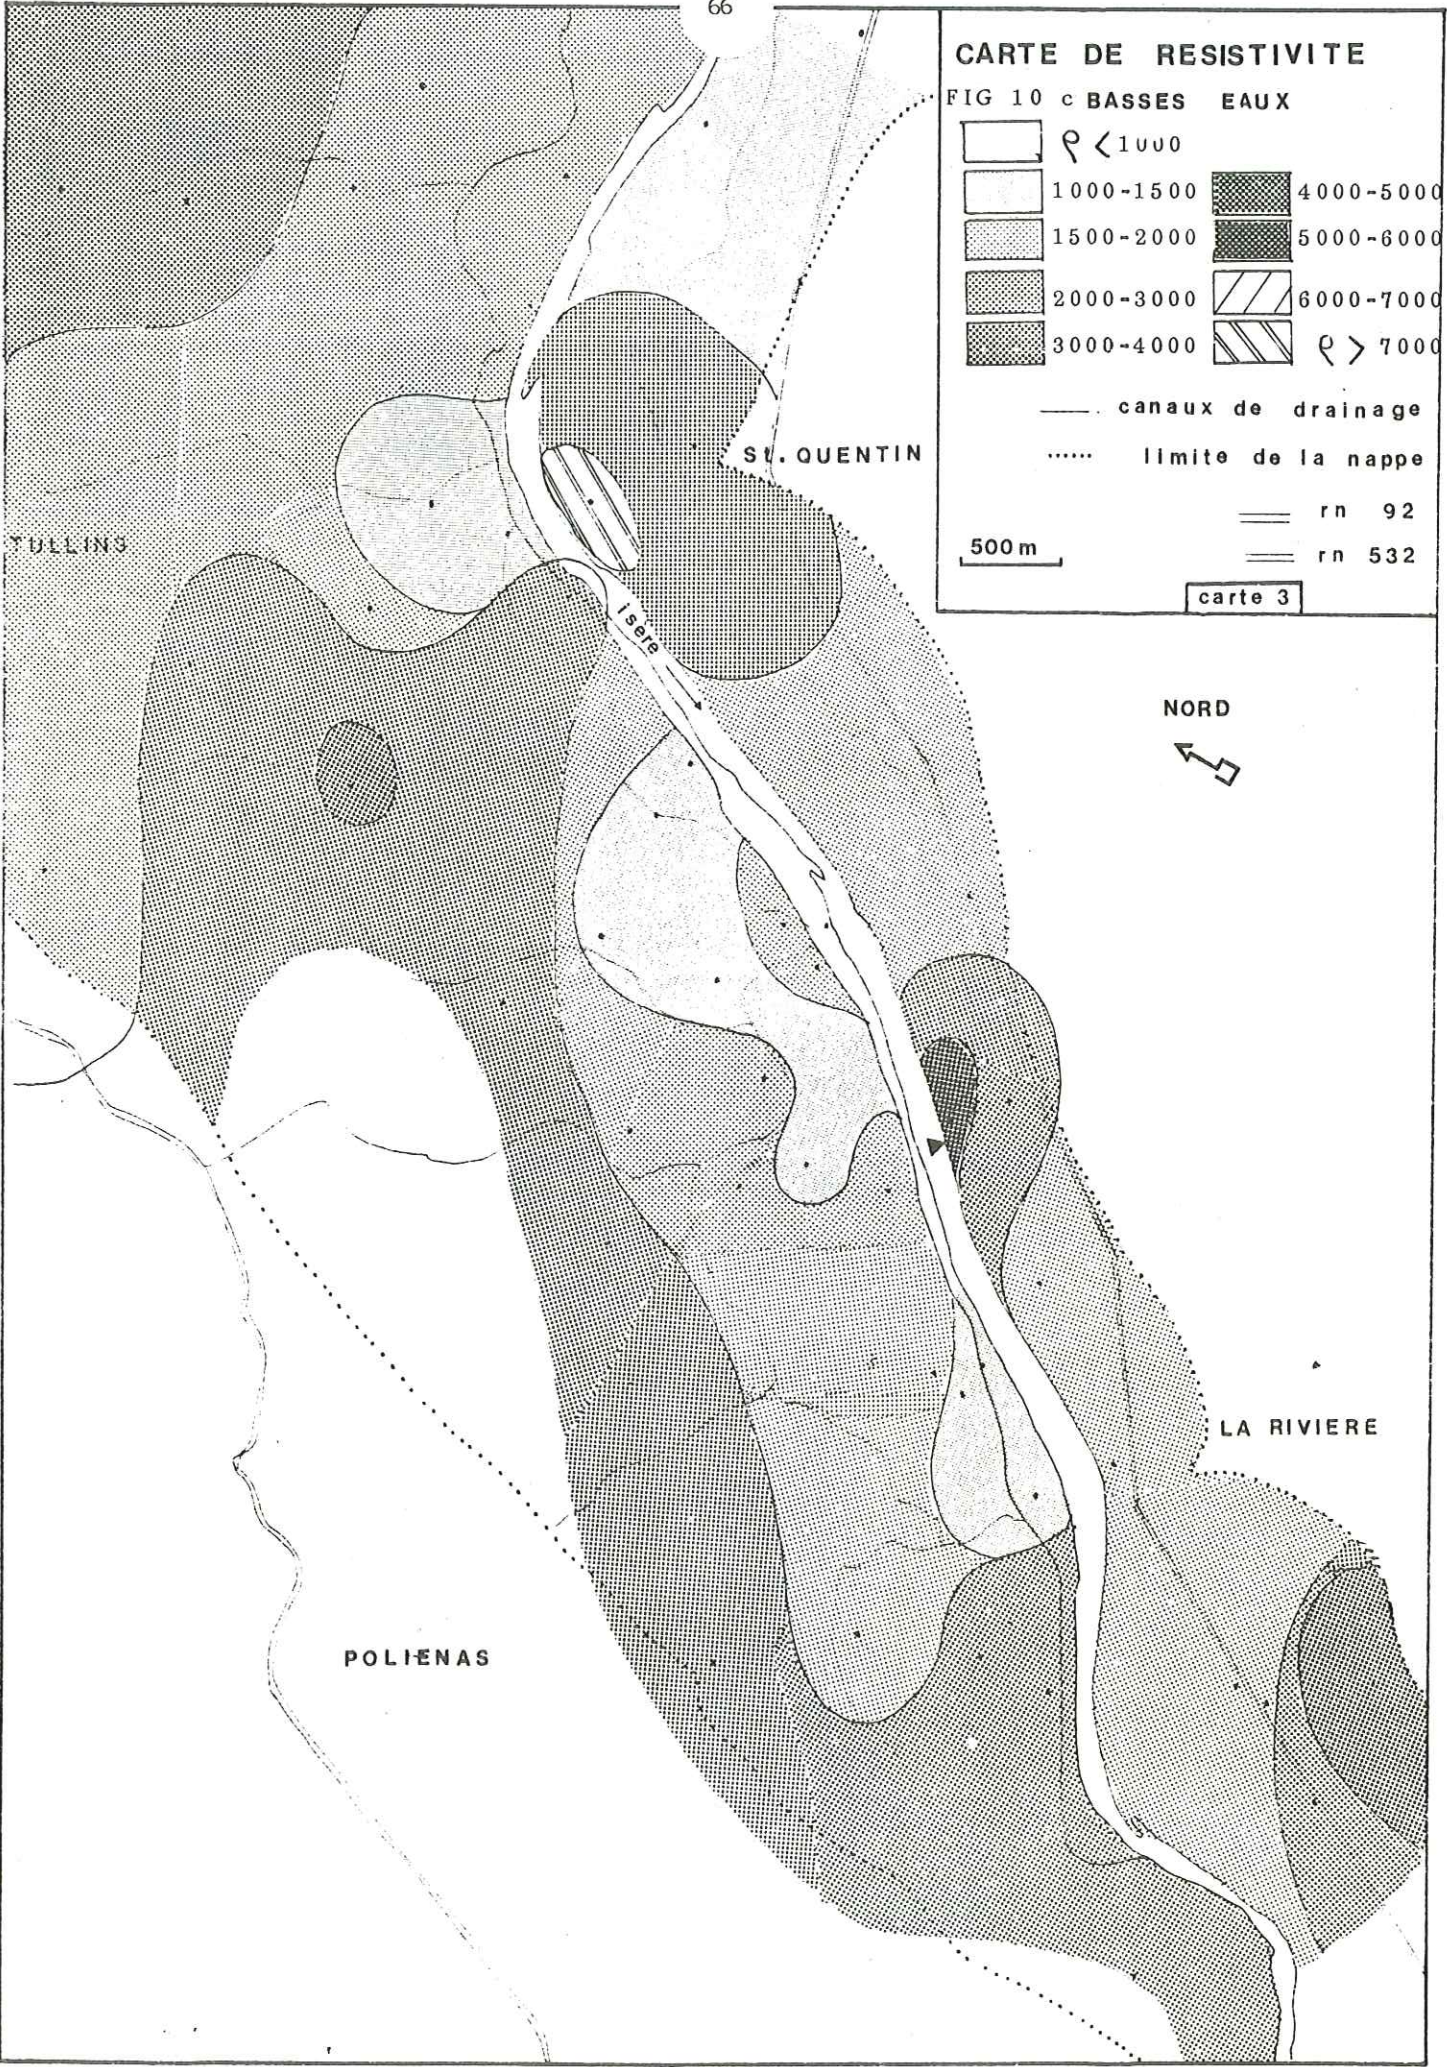 66
CARTE DE RESISTIVITE
FIG 10 c BASSES EAUX
ρ < 1000
1000-1500
4000-5000
1500-2000
5000-6000
2000-3000
6000-7000
3000-4000
ρ > 7000
canaux de drainage
limite de la nappe
rn 92
500m
rn 532
carte 3
St. QUENTIN
TULLINS
isère
NORD
LA RIVIERE
POLIENAS